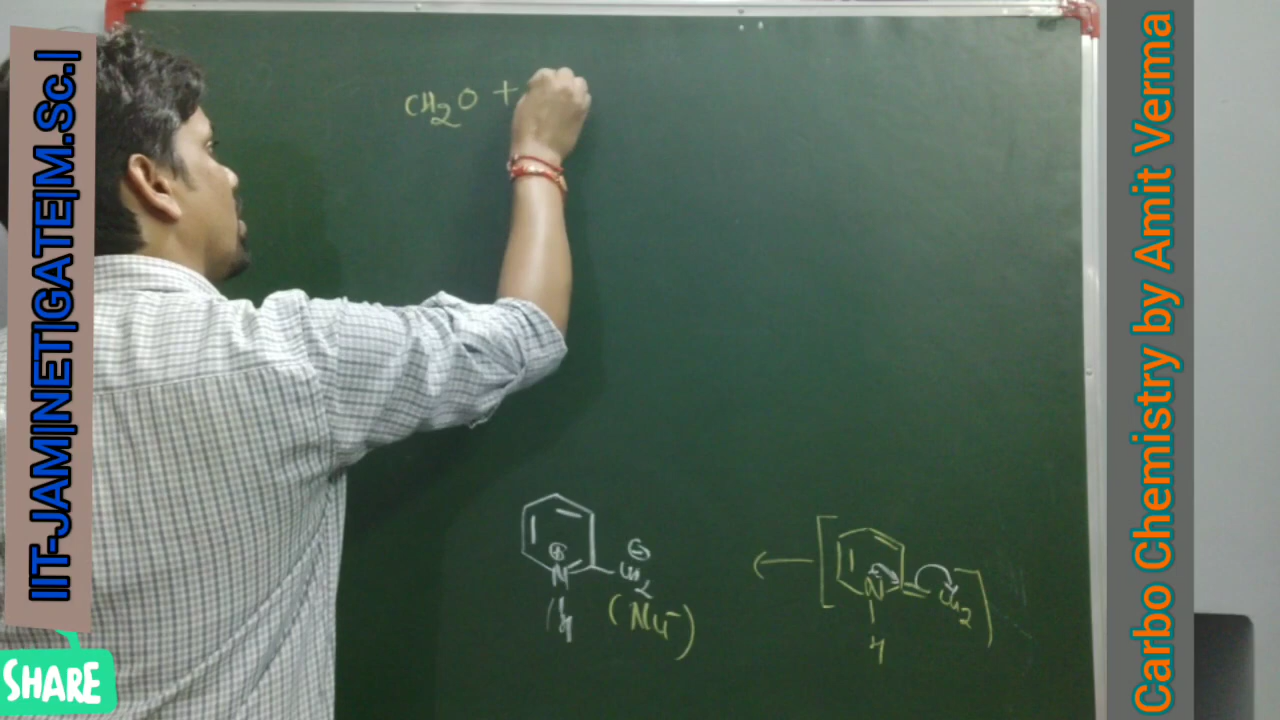 IIT-JAM|NET|GATE|M.Sc.|
CH2O +
N
H
⊕
CH2
⊖
(Nu-)
←
[
N
H
CH2
]
Carbo Chemistry by Amit Verma
SHARE